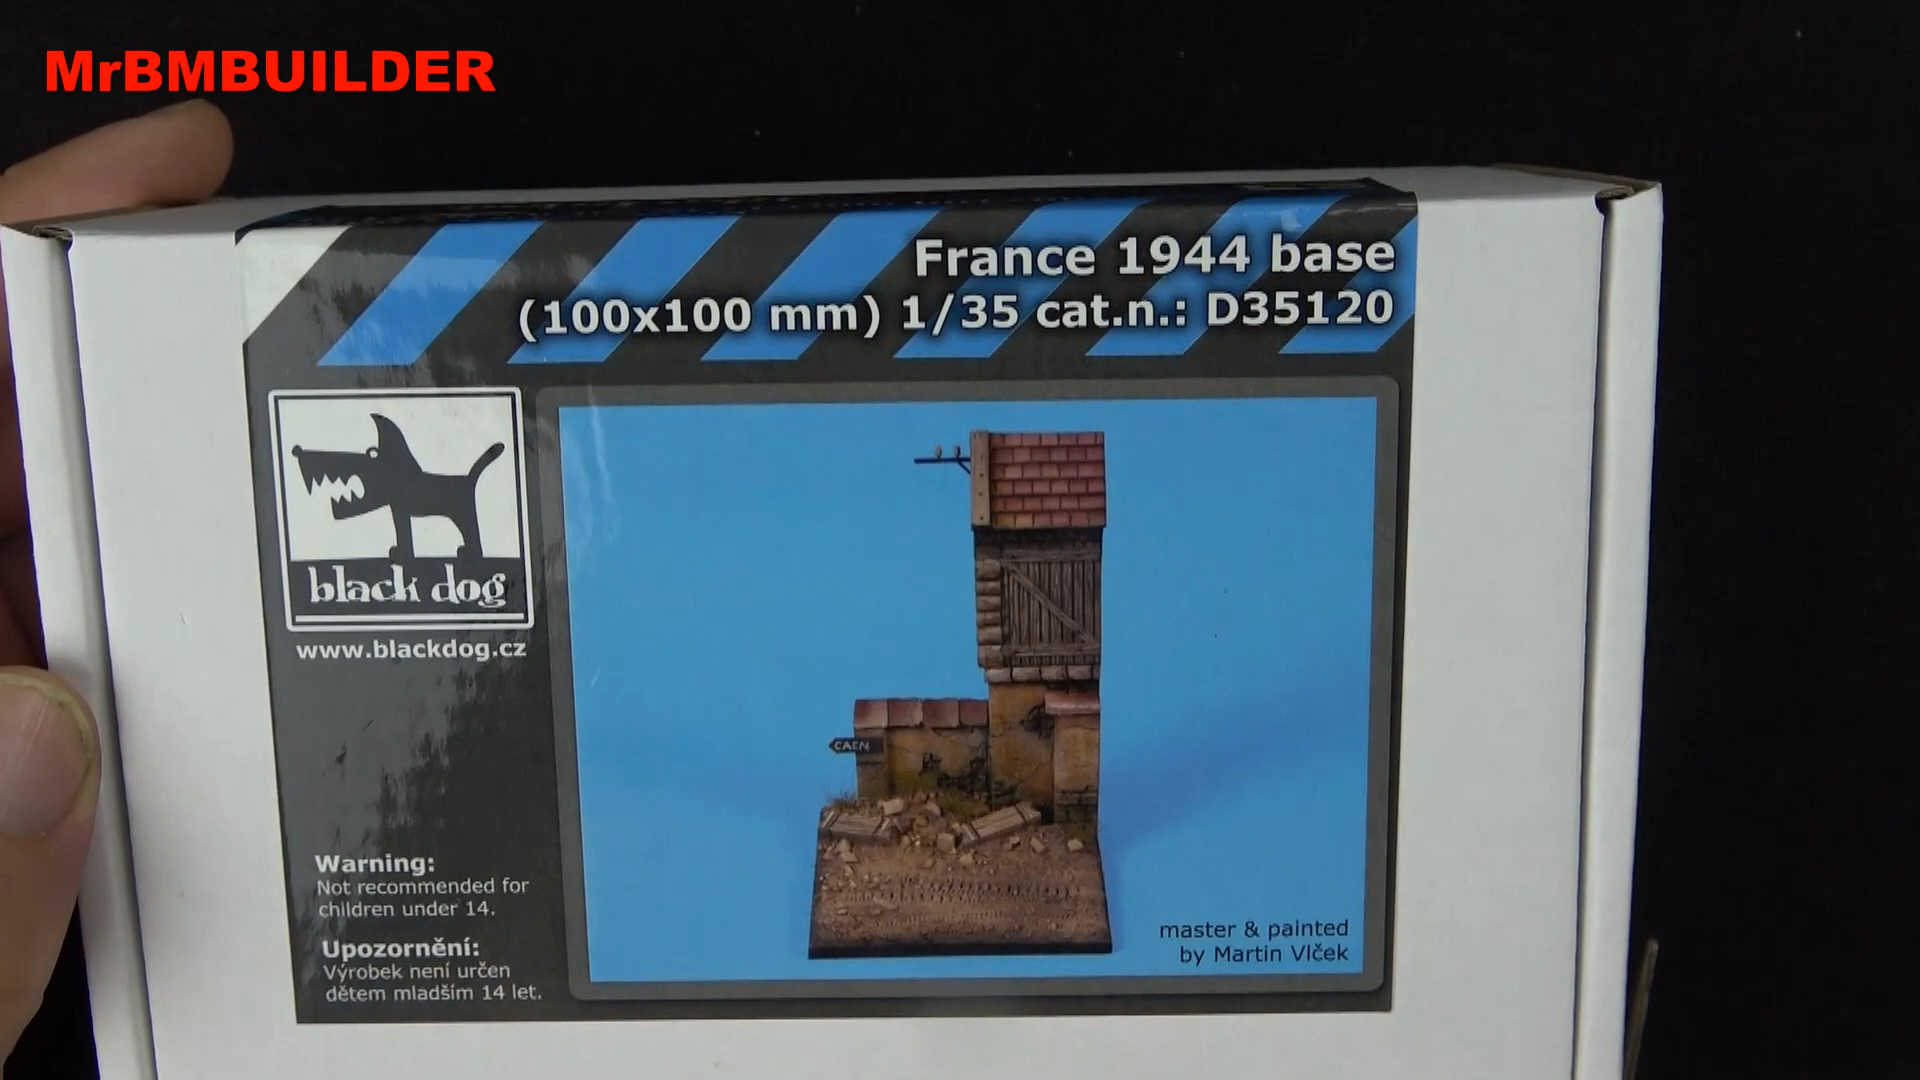 MrBMBUILDER
France 1944 base
(100x100 mm) 1/35 cat.n.: D35120
black dog
www.blackdog.cz
CAEN
Warning:
Not recommended for
children under 14.
Upozornění:
Výrobek není určen
dětem mladším 14 let.
master & painted
by Martin Vlček